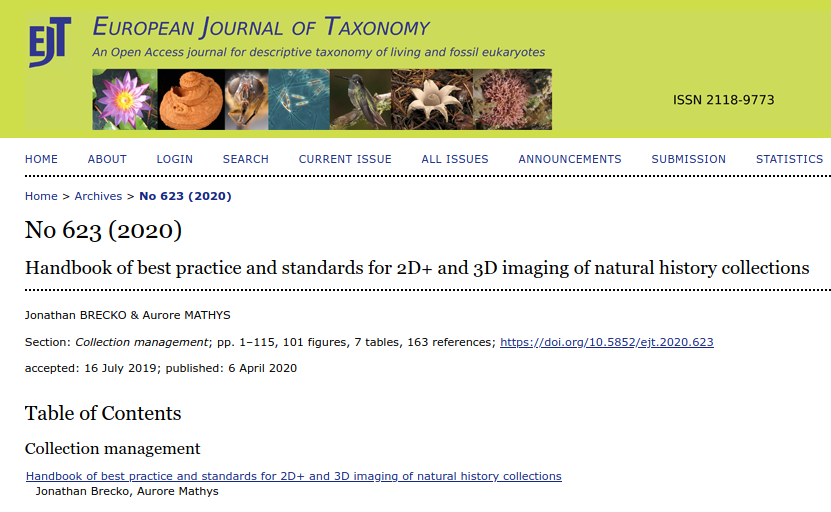 EJT
EUROPEAN JOURNAL OF TAXONOMY
An Open Access journal for descriptive taxonomy of living and fossil eukaryotes
ISSN 2118-9773
HOME ABOUT LOGIN SEARCH CURRENT ISSUE ALL ISSUES ANNOUNCEMENTS SUBMISSION STATISTICS
Home > Archives > No 623 (2020)
No 623 (2020)
Handbook of best practice and standards for 2D+ and 3D imaging of natural history collections
Jonathan BRECKO & Aurore MATHYS
Section: Collection management; pp. 1–115, 101 figures, 7 tables, 163 references; https://doi.org/10.5852/ejt.2020.623
accepted: 16 July 2019; published: 6 April 2020
Table of Contents
Collection management
Handbook of best practice and standards for 2D+ and 3D imaging of natural history collections
Jonathan Brecko, Aurore Mathys